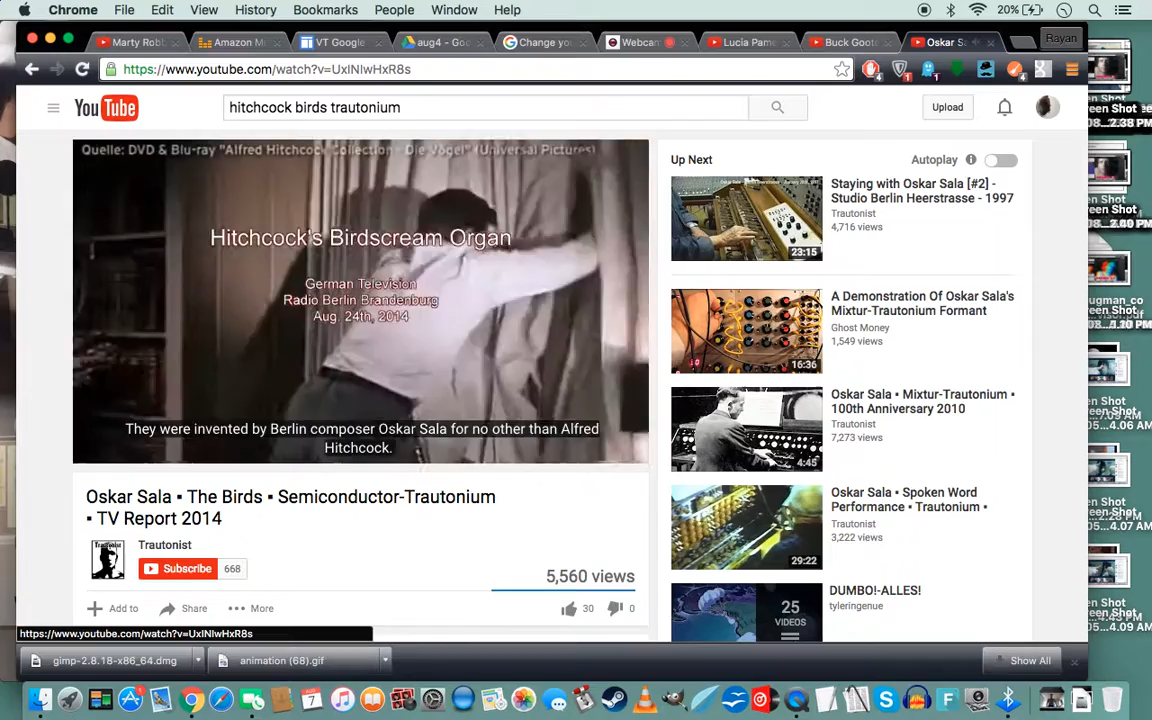 Chrome File Edit View History Bookmarks People Window Help 20%
Marty Robb Amazon M VT Google aug4 - Goo Change you Webcam Lucia Pame Buck Goot Oskar Sa Rayan
https://www.youtube.com/watch?v=UxINIwHxR8s
YouTube hitchcock birds trautonium Upload
Quelle: DVD & Blu-ray "Alfred Hitchcock Collection - Die Vögel" (Universal Pictures)
Hitchcock's Birdscream Organ
German Television
Radio Berlin Brandenburg
Aug. 24th, 2014
They were invented by Berlin composer Oskar Sala for no other than Alfred
Hitchcock.
Oskar Sala ▪ The Birds ▪ Semiconductor-Trautonium
▪ TV Report 2014
Trautonist
Subscribe 668
5,560 views
Add to Share More 30 0
Up Next Autoplay
Staying with Oskar Sala [#2] -
Studio Berlin Heerstrasse - 1997
Trautonist
4,716 views
23:15
A Demonstration Of Oskar Sala's
Mixtur-Trautonium Formant
Ghost Money
1,549 views
16:36
Oskar Sala ▪ Mixtur-Trautonium ▪
100th Anniversary 2010
Trautonist
7,273 views
4:45
Oskar Sala ▪ Spoken Word
Performance ▪ Trautonium ▪
Trautonist
3,222 views
29:22
DUMBO!-ALLES!
tyleringenue
25
VIDEOS
https://www.youtube.com/watch?v=UxINIwHxR8s
gimp-2.8.18-x86_64.dmg animation (68).gif Show All